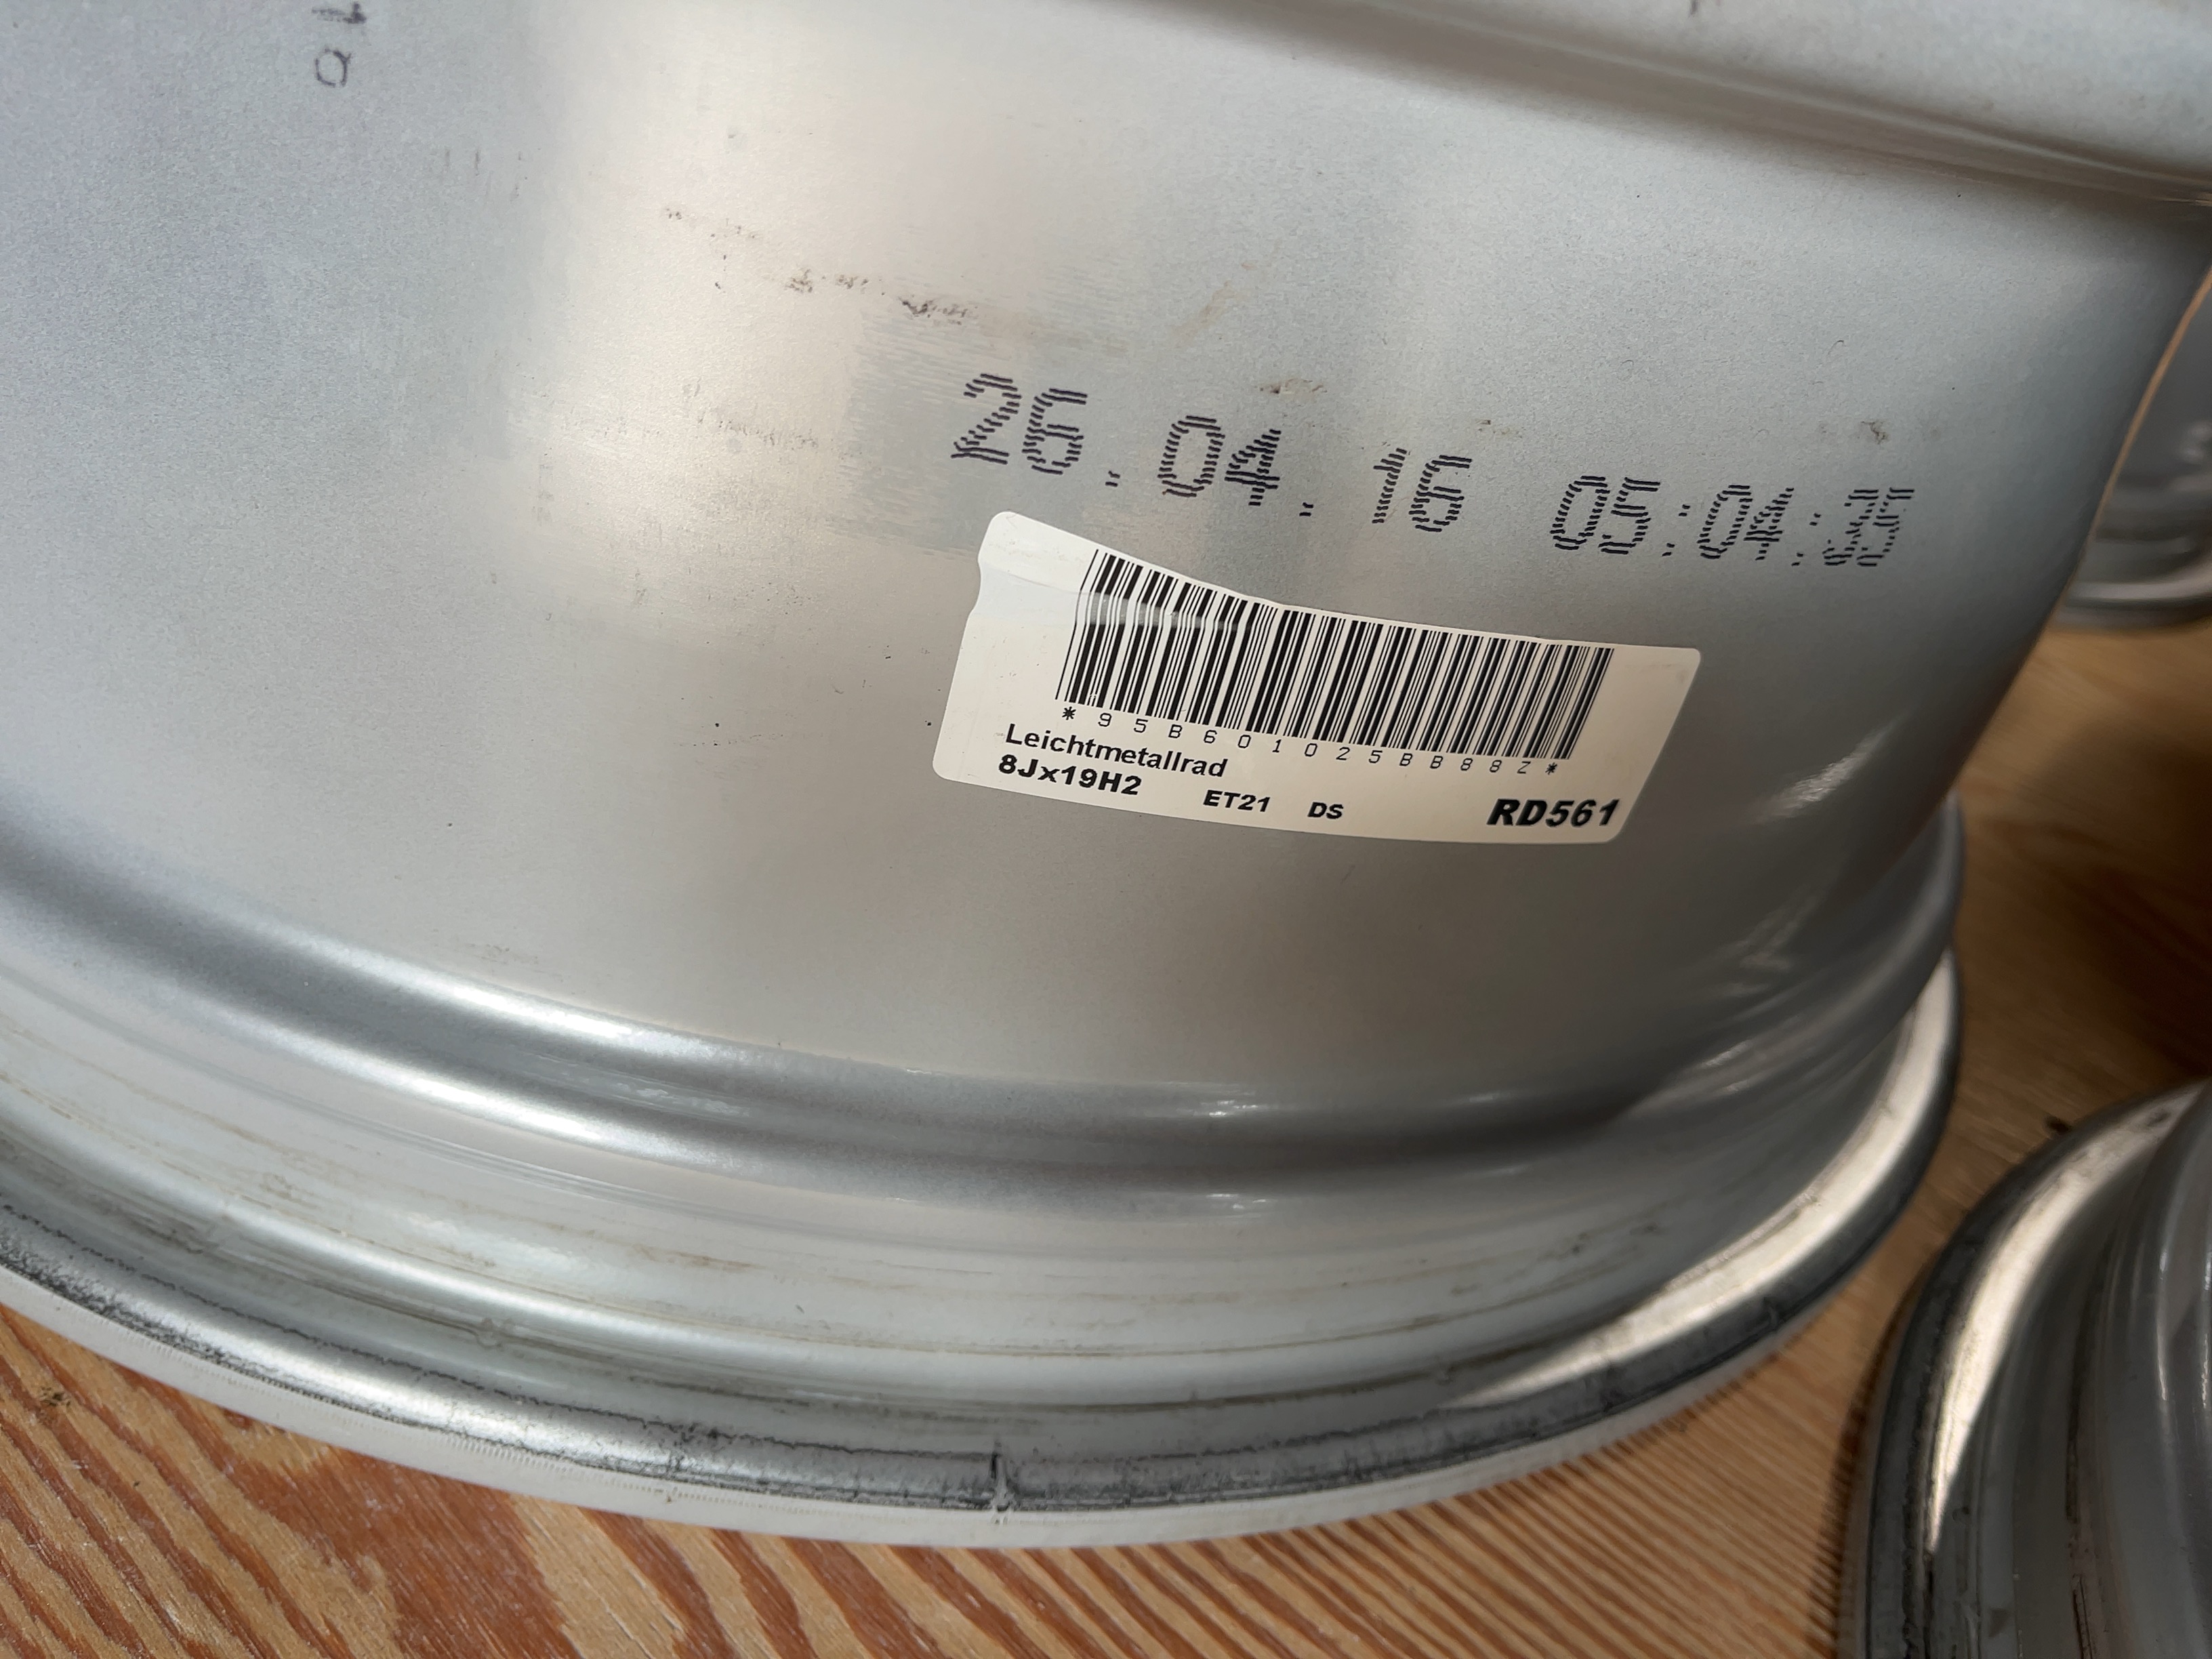 26.04.16 05:04:35
*95B601025BB88Z*
Leichtmetallrad
8Jx19H2 ET21 DS RD561